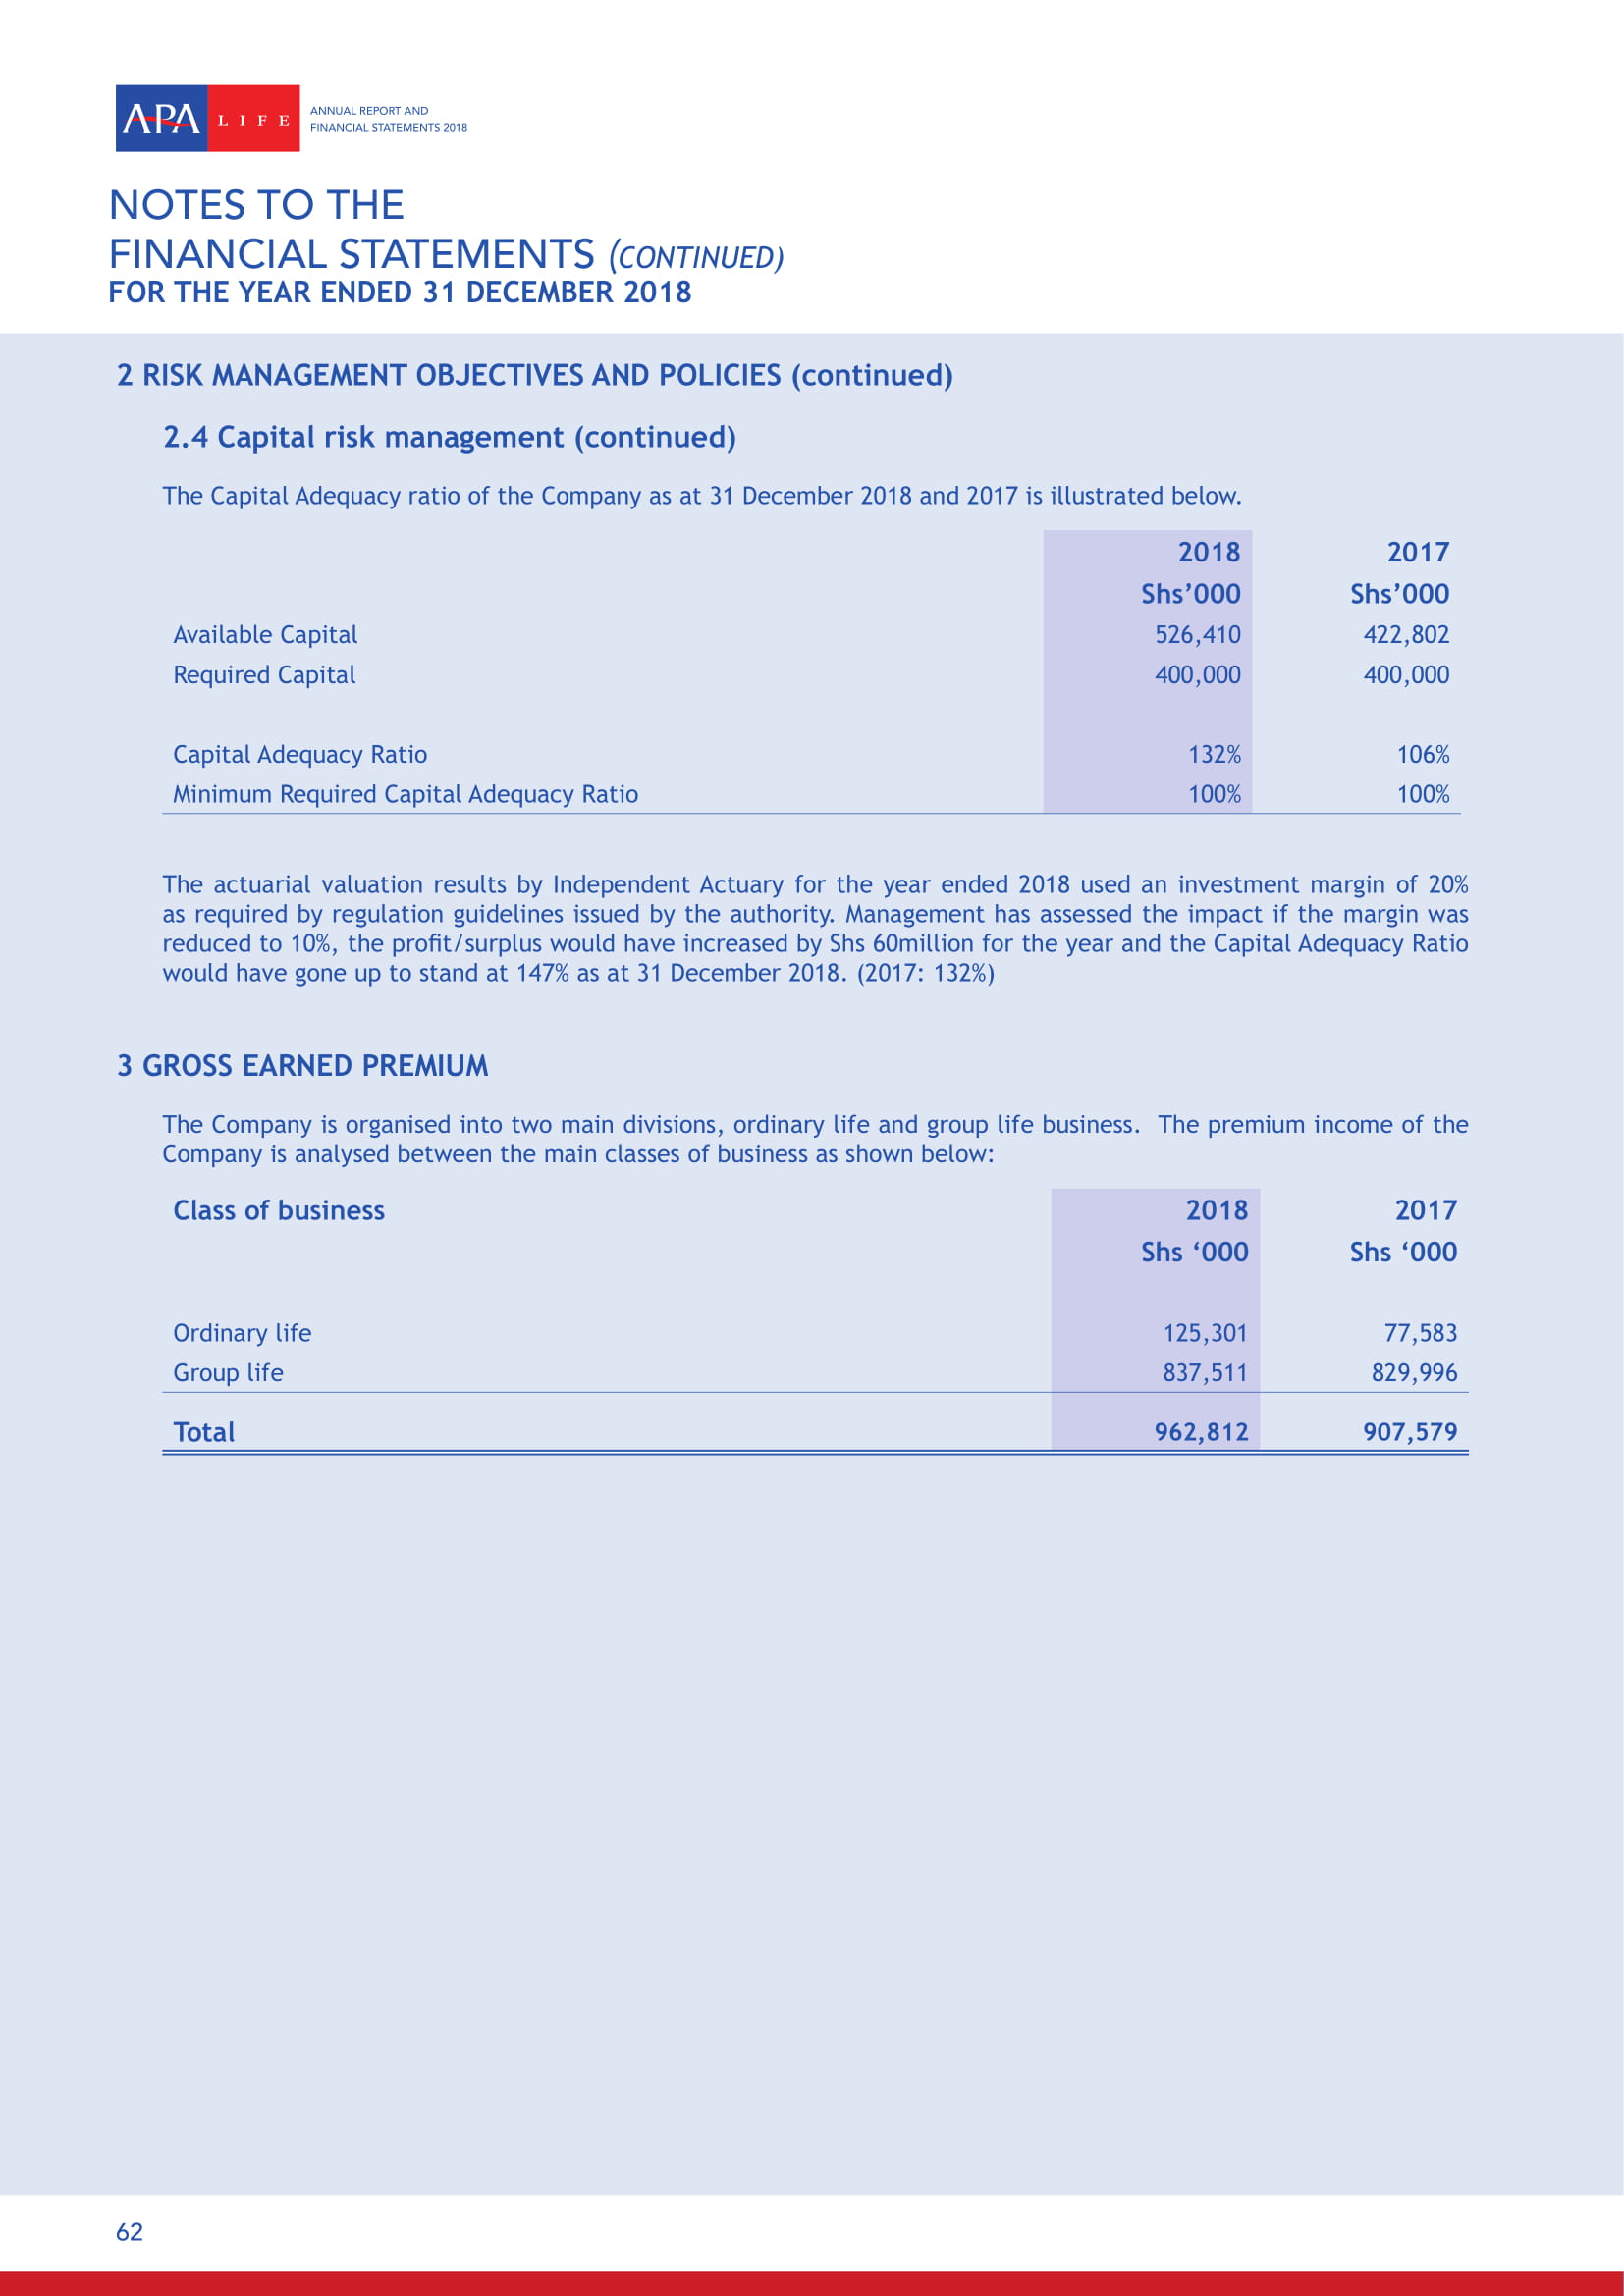 APA LIFE
ANNUAL REPORT AND
FINANCIAL STATEMENTS 2018
NOTES TO THE
FINANCIAL STATEMENTS (CONTINUED)
FOR THE YEAR ENDED 31 DECEMBER 2018
2 RISK MANAGEMENT OBJECTIVES AND POLICIES (continued)
2.4 Capital risk management (continued)
The Capital Adequacy ratio of the Company as at 31 December 2018 and 2017 is illustrated below.
2018 2017
Shs’000 Shs’000
Available Capital 526,410 422,802
Required Capital 400,000 400,000
Capital Adequacy Ratio 132% 106%
Minimum Required Capital Adequacy Ratio 100% 100%
The actuarial valuation results by Independent Actuary for the year ended 2018 used an investment margin of 20%
as required by regulation guidelines issued by the authority. Management has assessed the impact if the margin was
reduced to 10%, the profit/surplus would have increased by Shs 60million for the year and the Capital Adequacy Ratio
would have gone up to stand at 147% as at 31 December 2018. (2017: 132%)
3 GROSS EARNED PREMIUM
The Company is organised into two main divisions, ordinary life and group life business.  The premium income of the
Company is analysed between the main classes of business as shown below:
Class of business 2018 2017
Shs ‘000 Shs ‘000
Ordinary life 125,301 77,583
Group life 837,511 829,996
Total 962,812 907,579
62